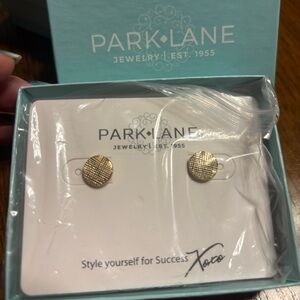 PARK LANE
JEWELRY | EST. 1955
PARK LANE
JEWELRY | EST. 1955
Style yourself for Success Xoxo